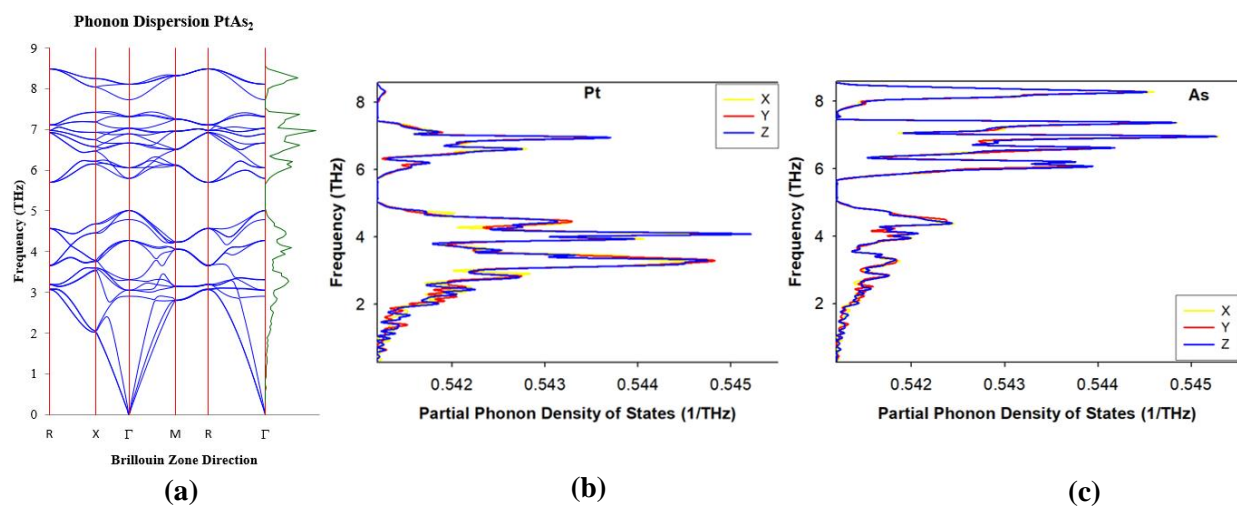 Phonon Dispersion PtAs₂
9
8
7
6
5
4
3
2
1
0
Frequency (THz)
R X Γ M R Γ
Brillouin Zone Direction
(a)
Pt
X
Y
Z
8
6
4
2
Frequency (THz)
0.542 0.543 0.544 0.545
Partial Phonon Density of States (1/THz)
(b)
As
8
6
4
2
Frequency (THz)
X
Y
Z
0.542 0.543 0.544 0.545
Partial Phonon Density of States (1/THz)
(c)